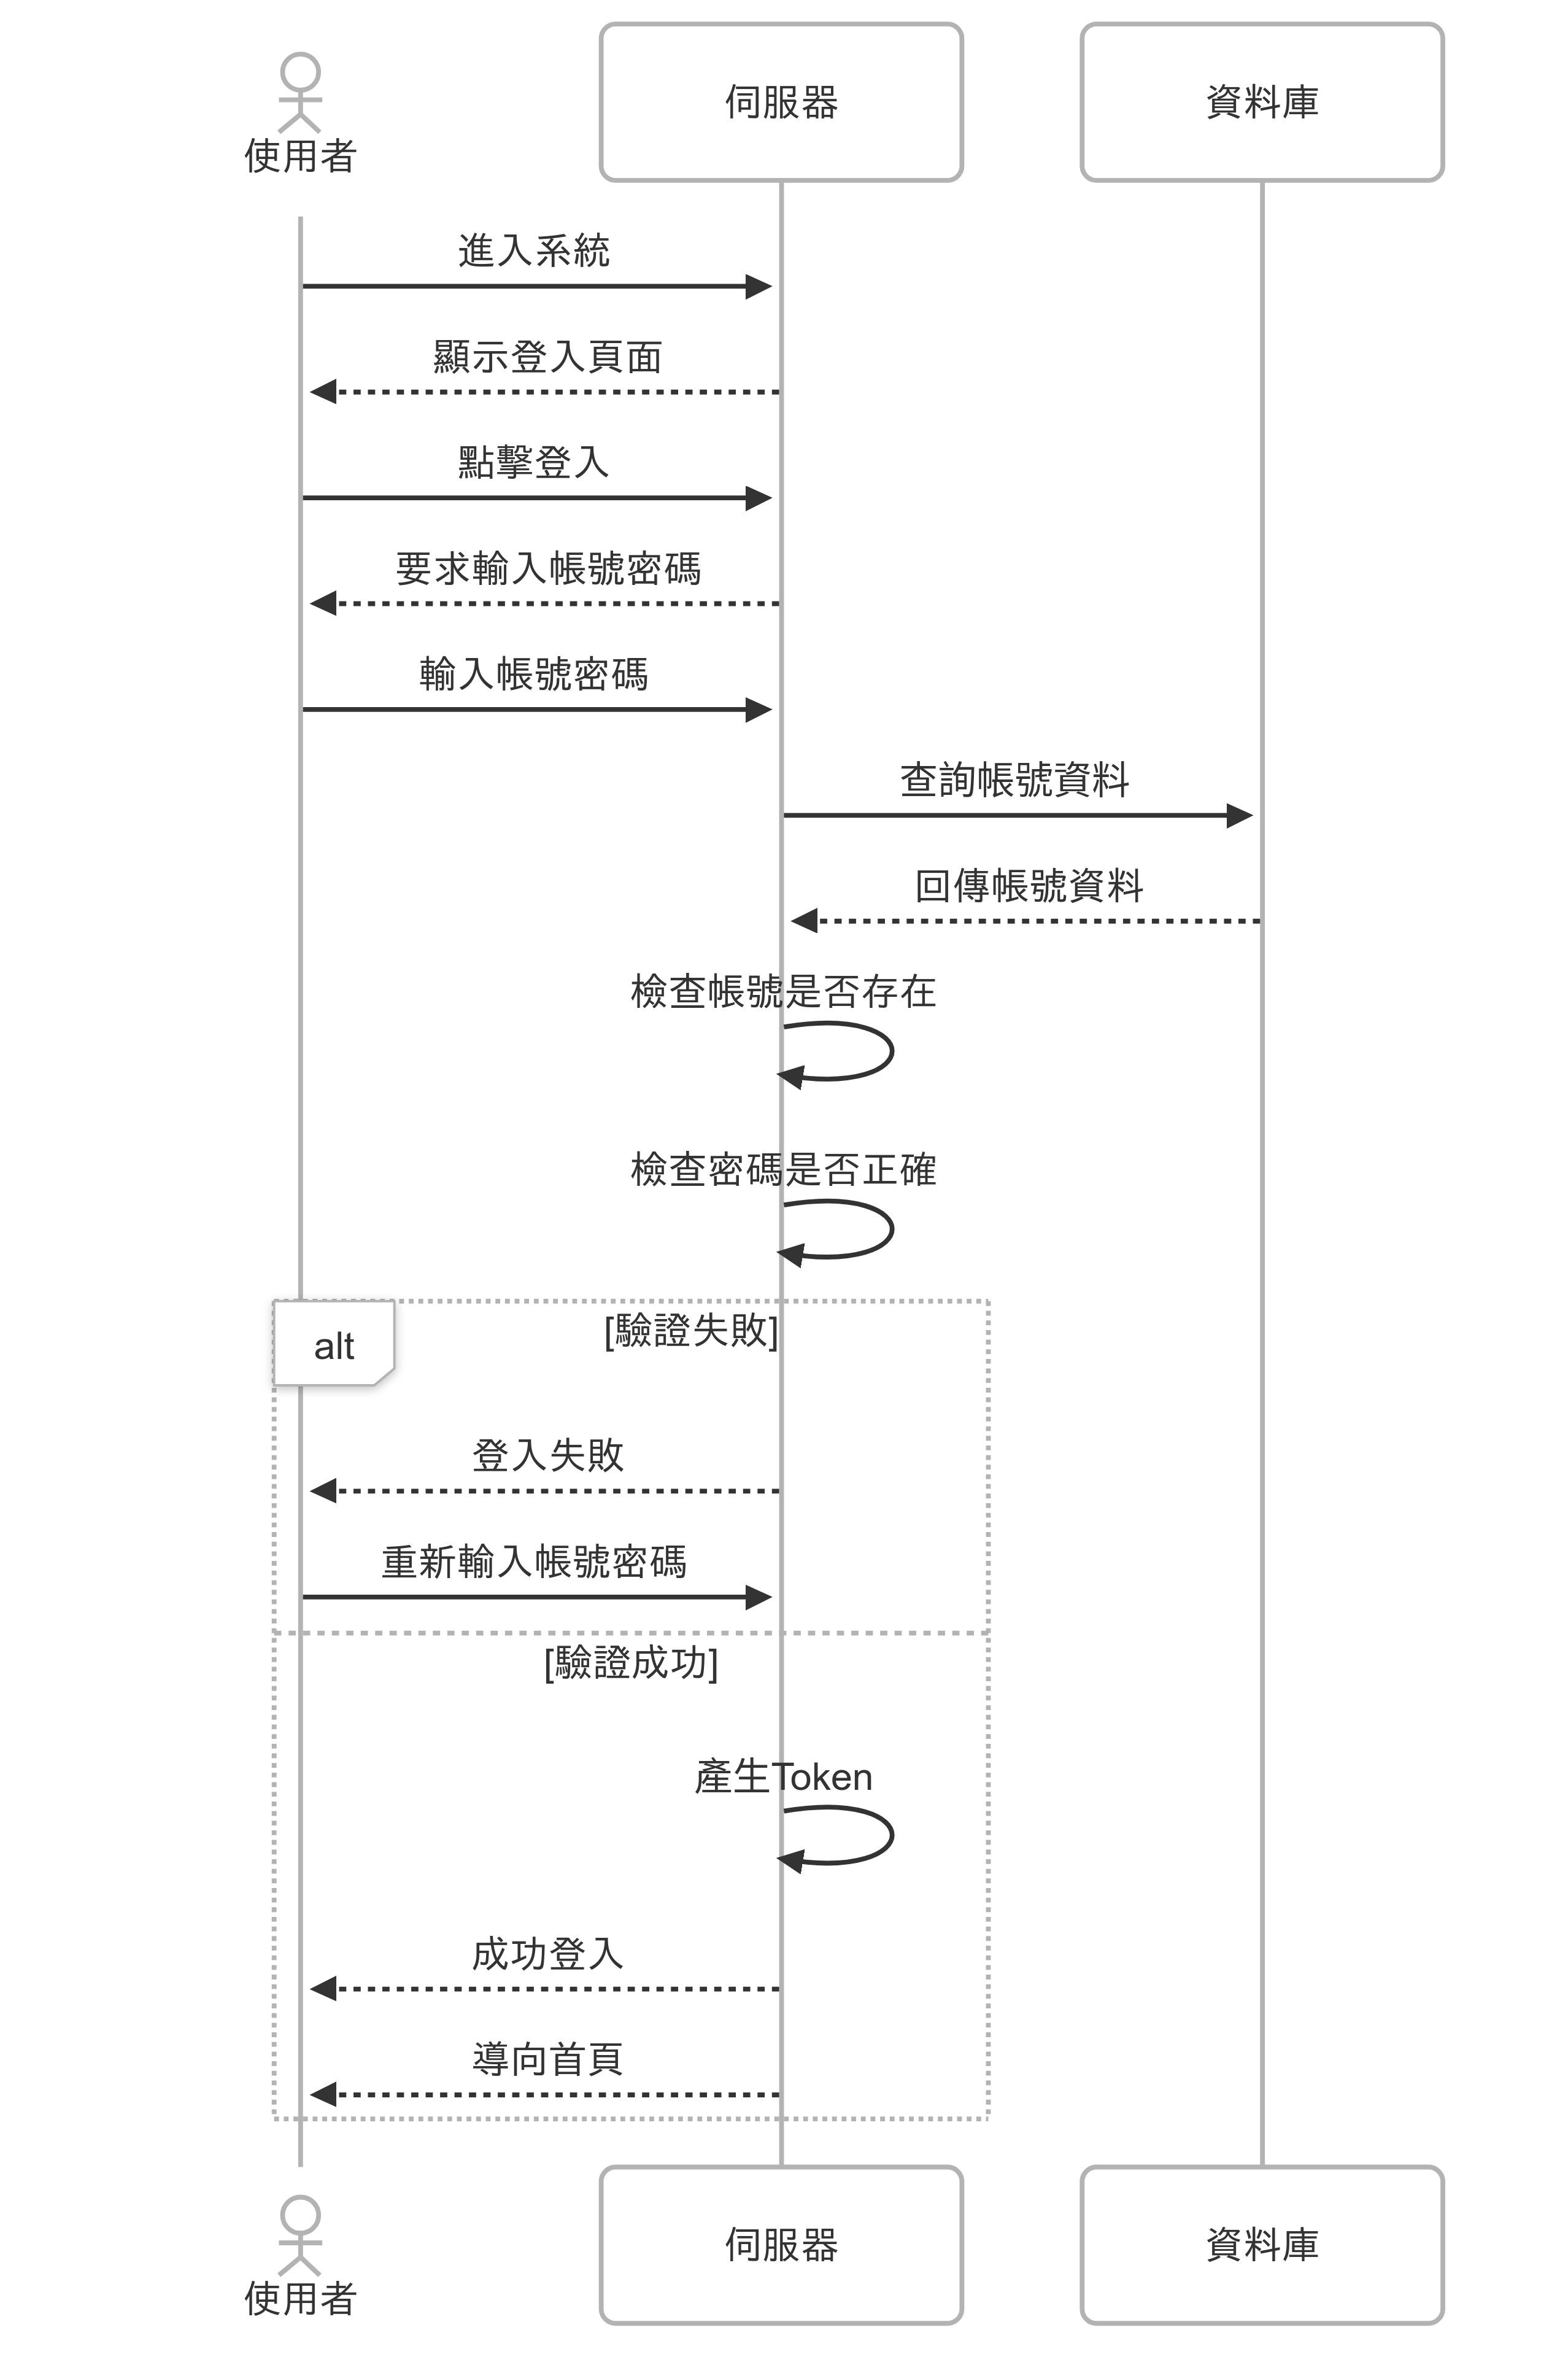 使用者
伺服器
資料庫
進入系統
顯示登入頁面
點擊登入
要求輸入帳號密碼
輸入帳號密碼
查詢帳號資料
回傳帳號資料
檢查帳號是否存在
檢查密碼是否正確
alt
[驗證失敗]
登入失敗
重新輸入帳號密碼
[驗證成功]
產生Token
成功登入
導向首頁
使用者
伺服器
資料庫